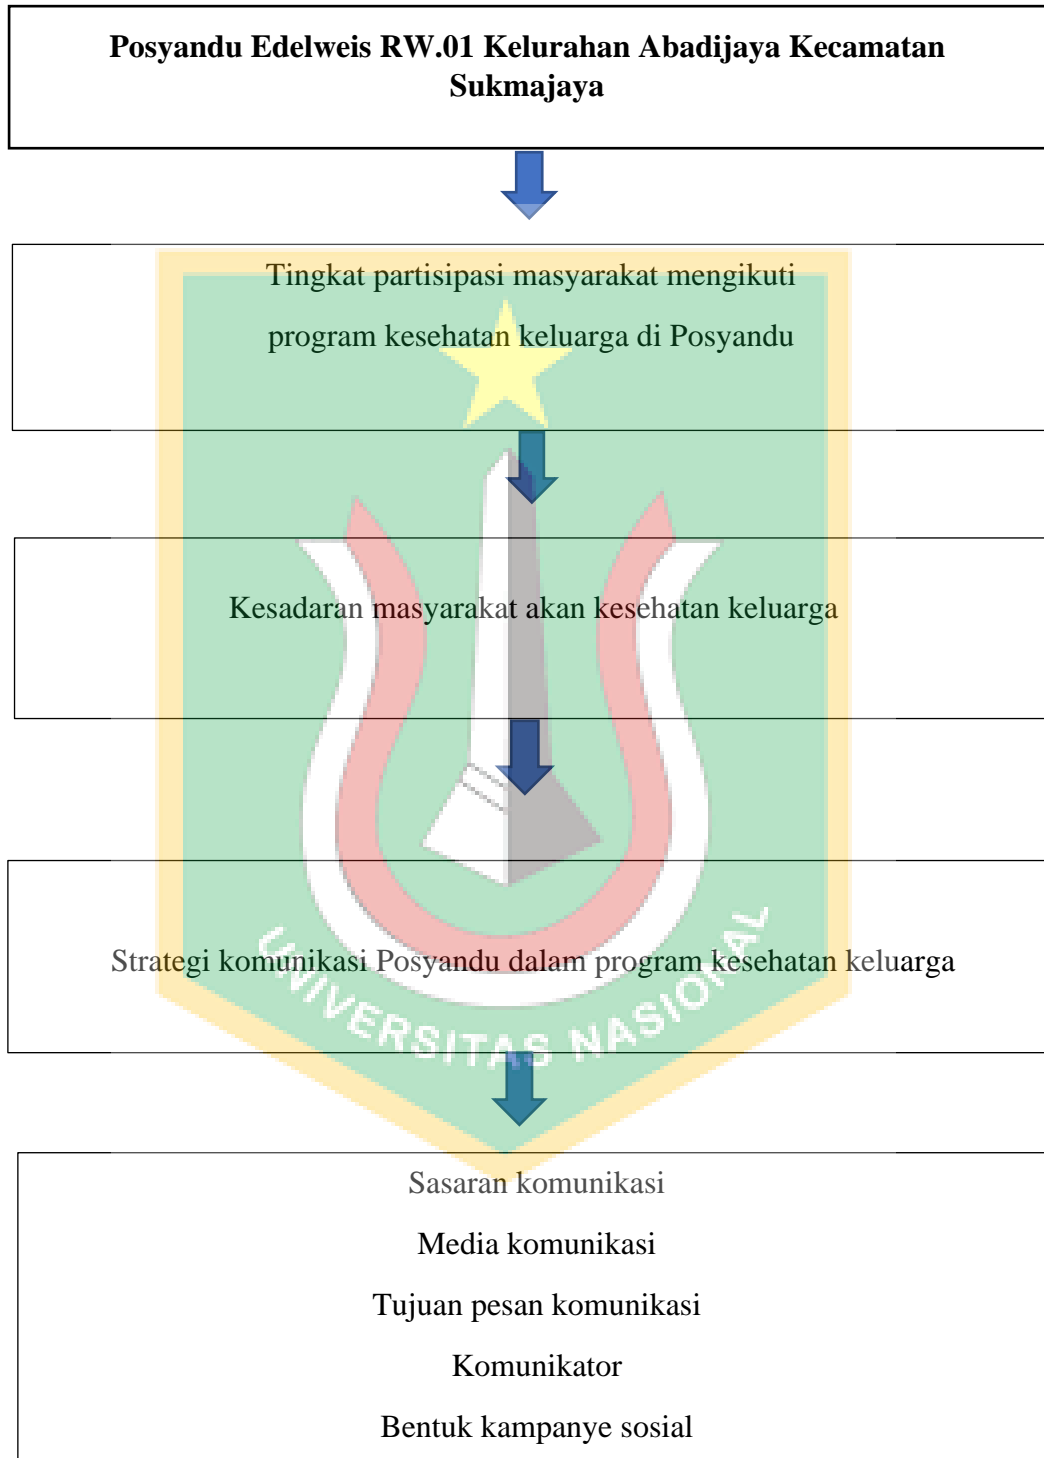 Posyandu Edelweis RW.01 Kelurahan Abadijaya Kecamatan
Sukmajaya
Tingkat partisipasi masyarakat mengikuti
program kesehatan keluarga di Posyandu
Kesadaran masyarakat akan kesehatan keluarga
Strategi komunikasi Posyandu dalam program kesehatan keluarga
UNIVERSITAS NASIONAL
Sasaran komunikasi
Media komunikasi
Tujuan pesan komunikasi
Komunikator
Bentuk kampanye sosial